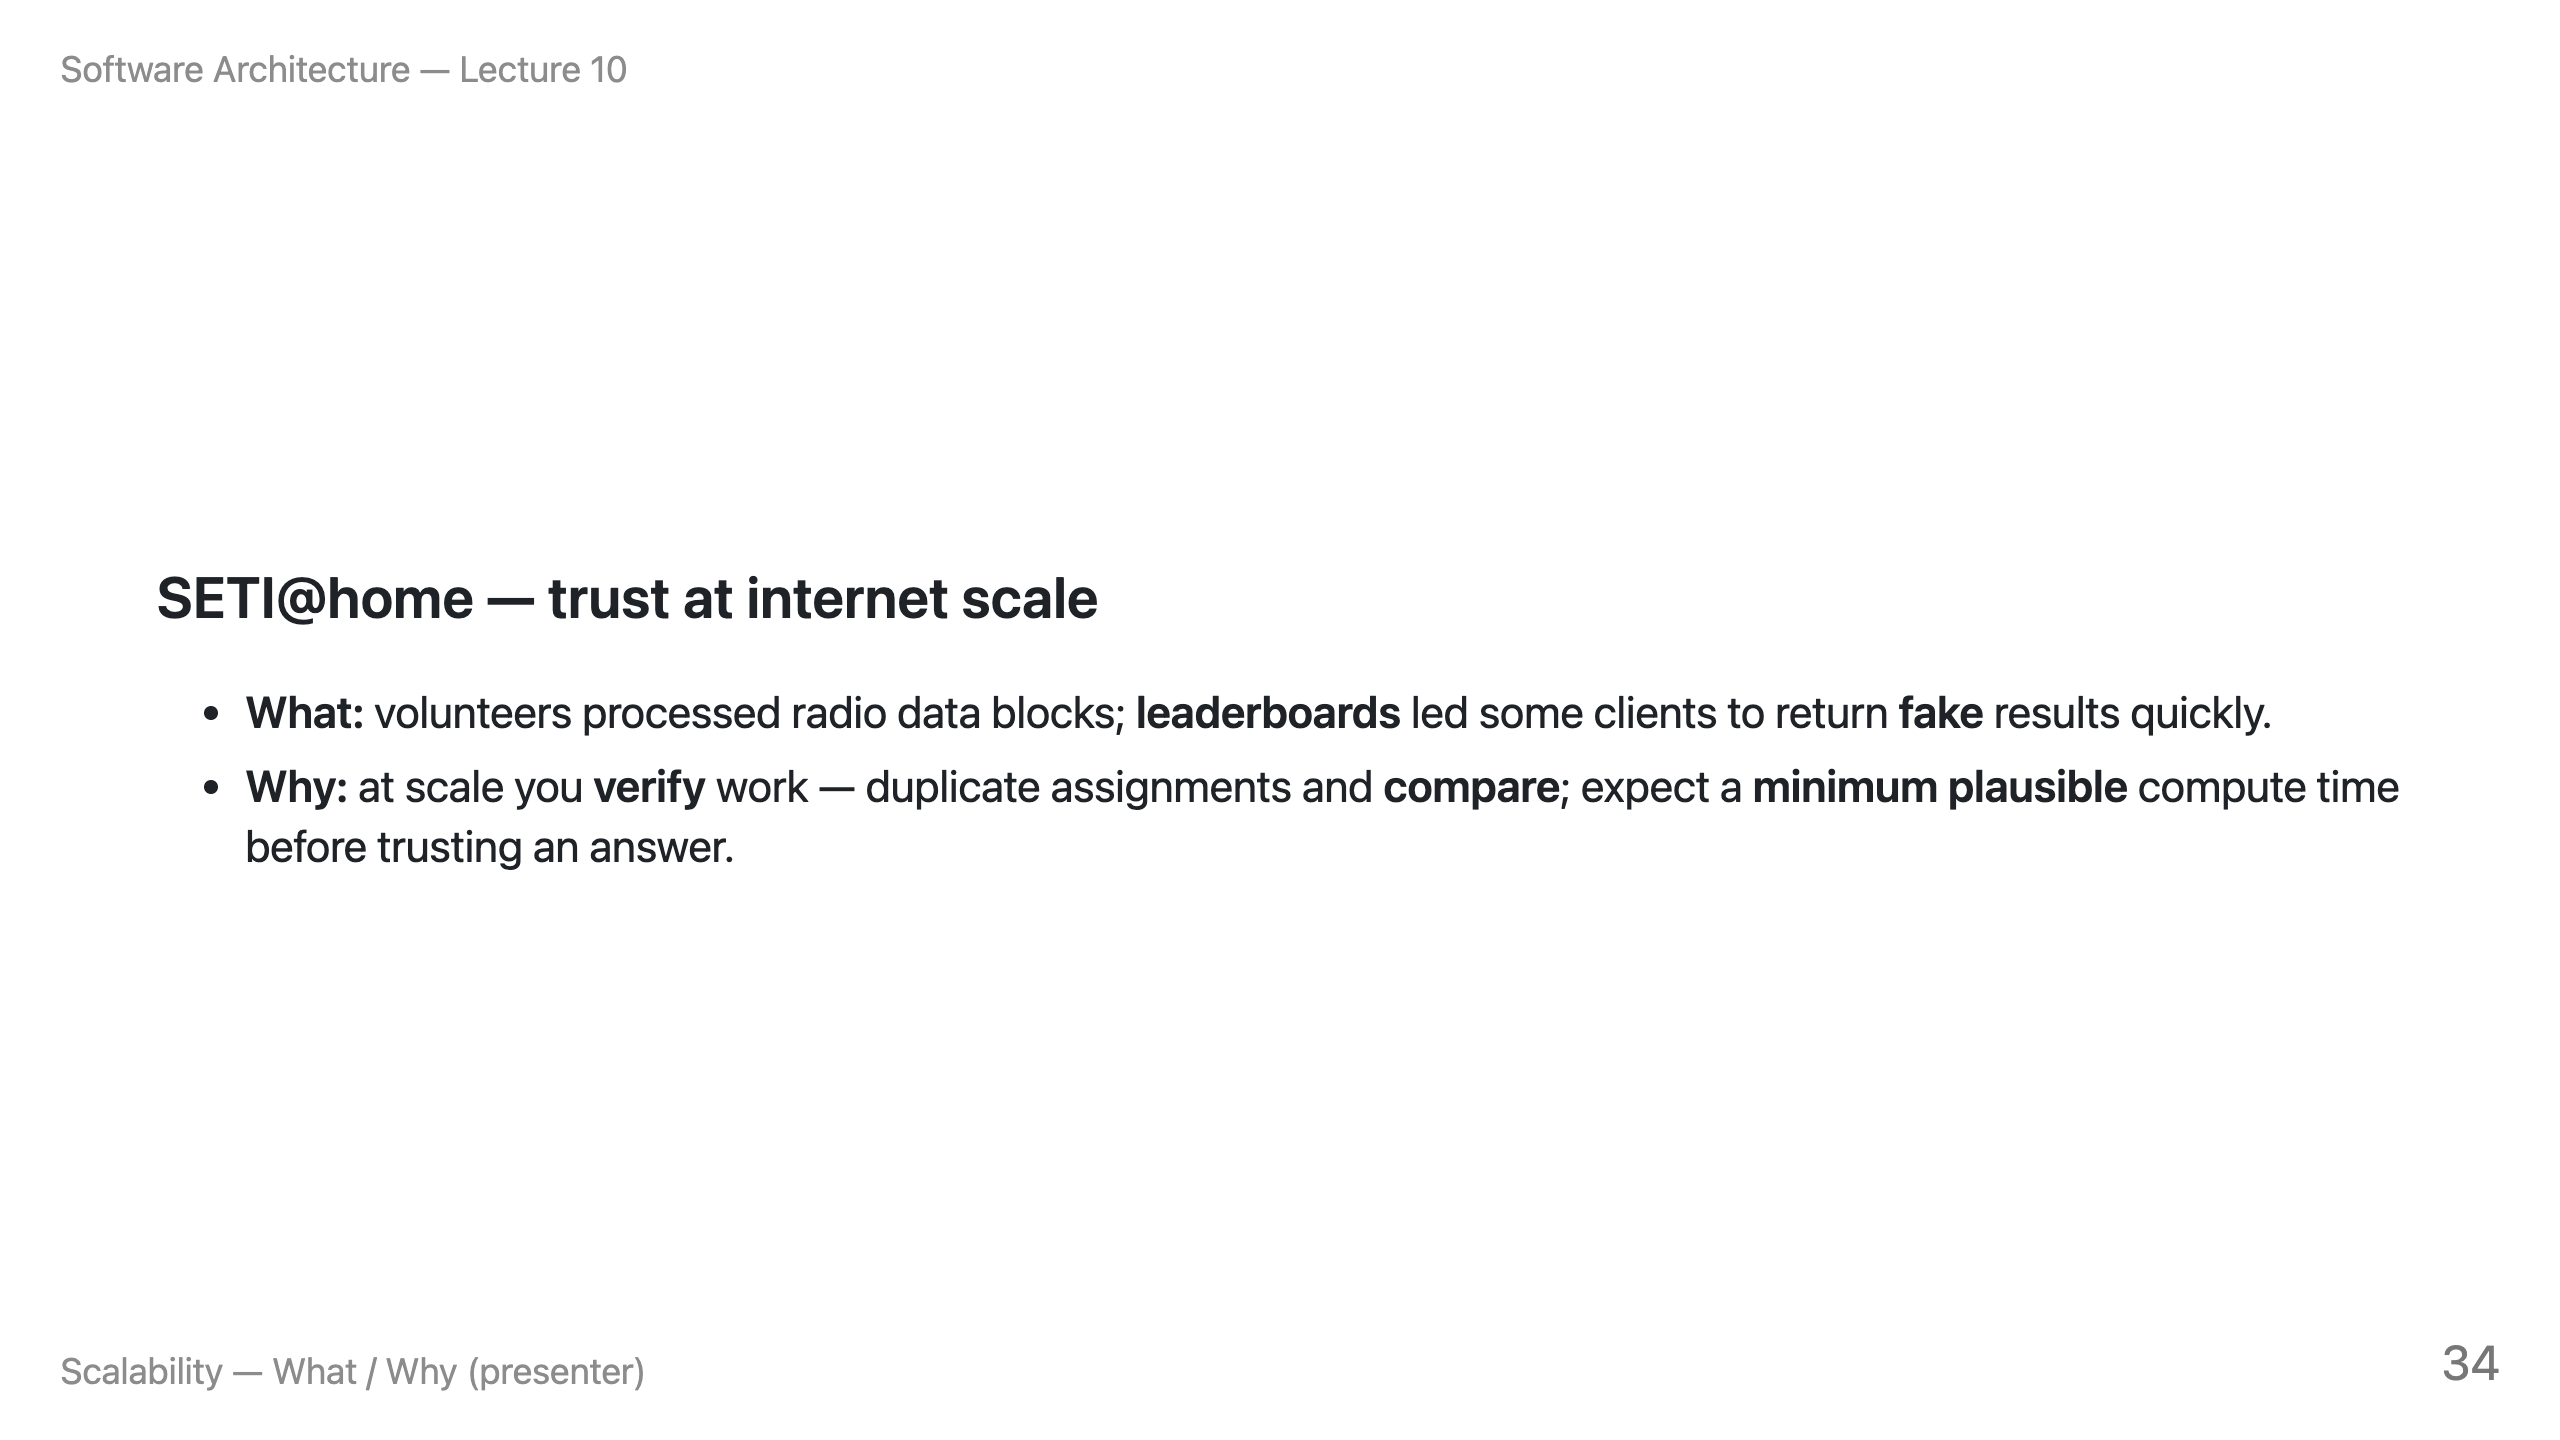 Software Architecture — Lecture 10
SETI@home — trust at internet scale
• What: volunteers processed radio data blocks; leaderboards led some clients to return fake results quickly.
• Why: at scale you verify work — duplicate assignments and compare; expect a minimum plausible compute time
before trusting an answer.
Scalability — What / Why (presenter)
34